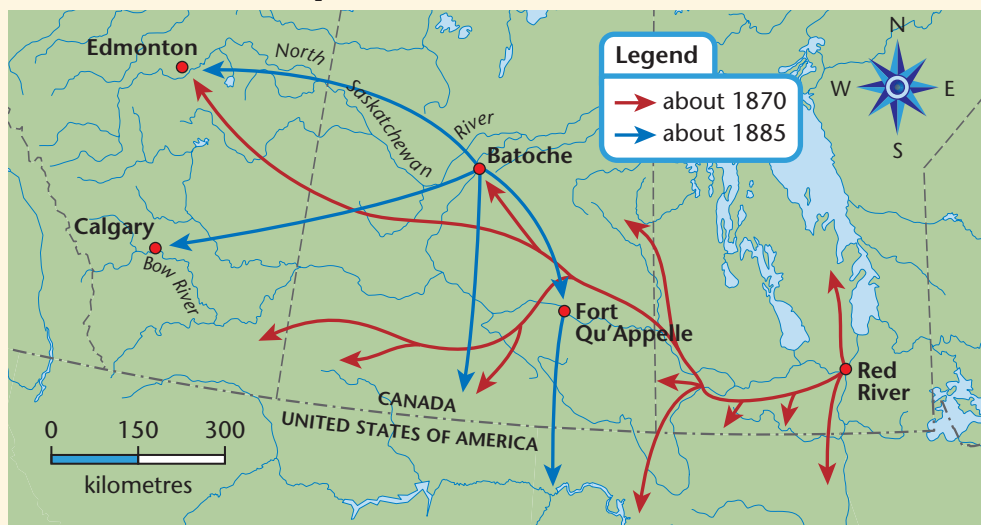 Edmonton
North
Saskatchewan
River
Legend
about 1870
about 1885
N
W
E
S
Batoche
Calgary
Bow River
Fort
Qu'Appelle
Red
River
CANADA
UNITED STATES OF AMERICA
0 150 300
kilometres